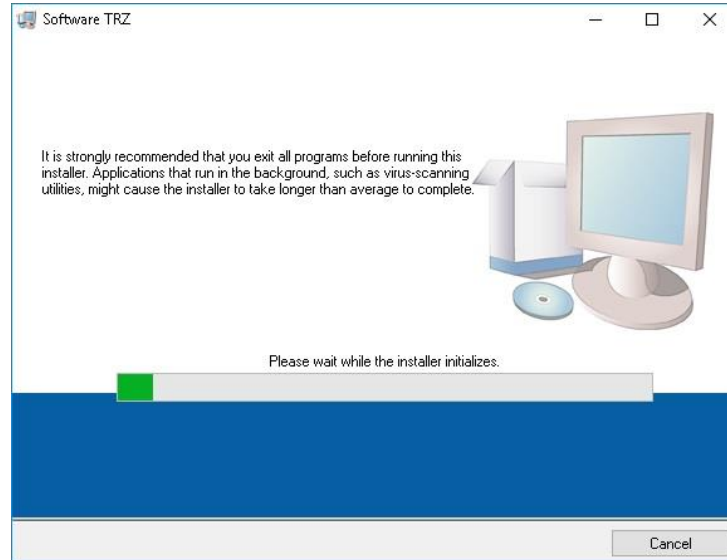 Software TRZ
It is strongly recommended that you exit all programs before running this
installer. Applications that run in the background, such as virus-scanning
utilities, might cause the installer to take longer than average to complete.
Please wait while the installer initializes.
Cancel